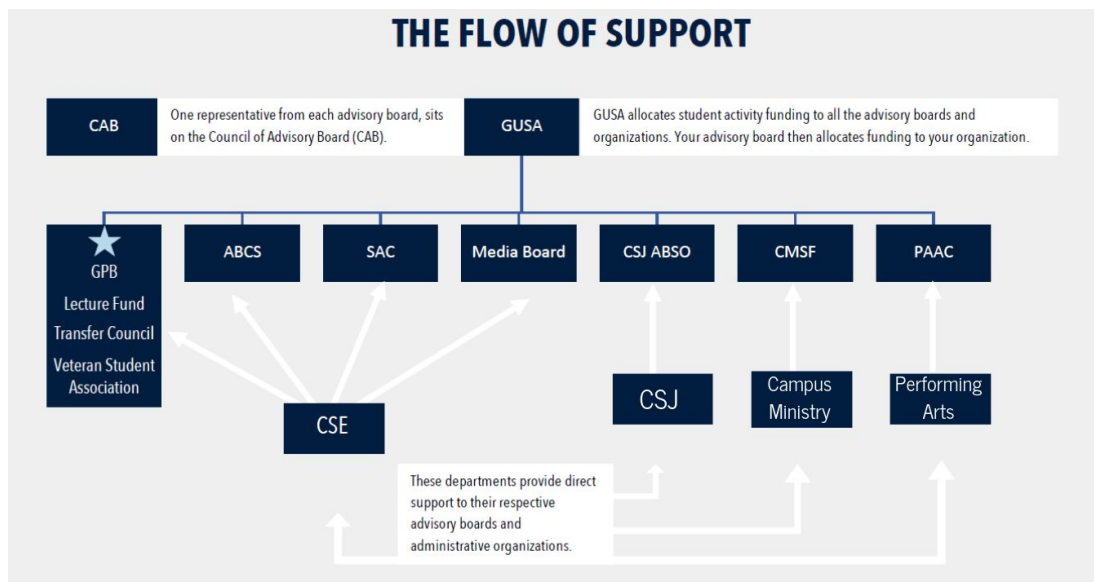 THE FLOW OF SUPPORT
CAB
One representative from each advisory board, sits
on the Council of Advisory Board (CAB).
GUSA
GUSA allocates student activity funding to all the advisory boards and
organizations. Your advisory board then allocates funding to your organization.
GPB
Lecture Fund
Transfer Council
Veteran Student
Association
ABCS
SAC
Media Board
CSJ ABSO
CMSF
PAAC
CSE
CSJ
Campus
Ministry
Performing
Arts
These departments provide direct
support to their respective
advisory boards and
administrative organizations.